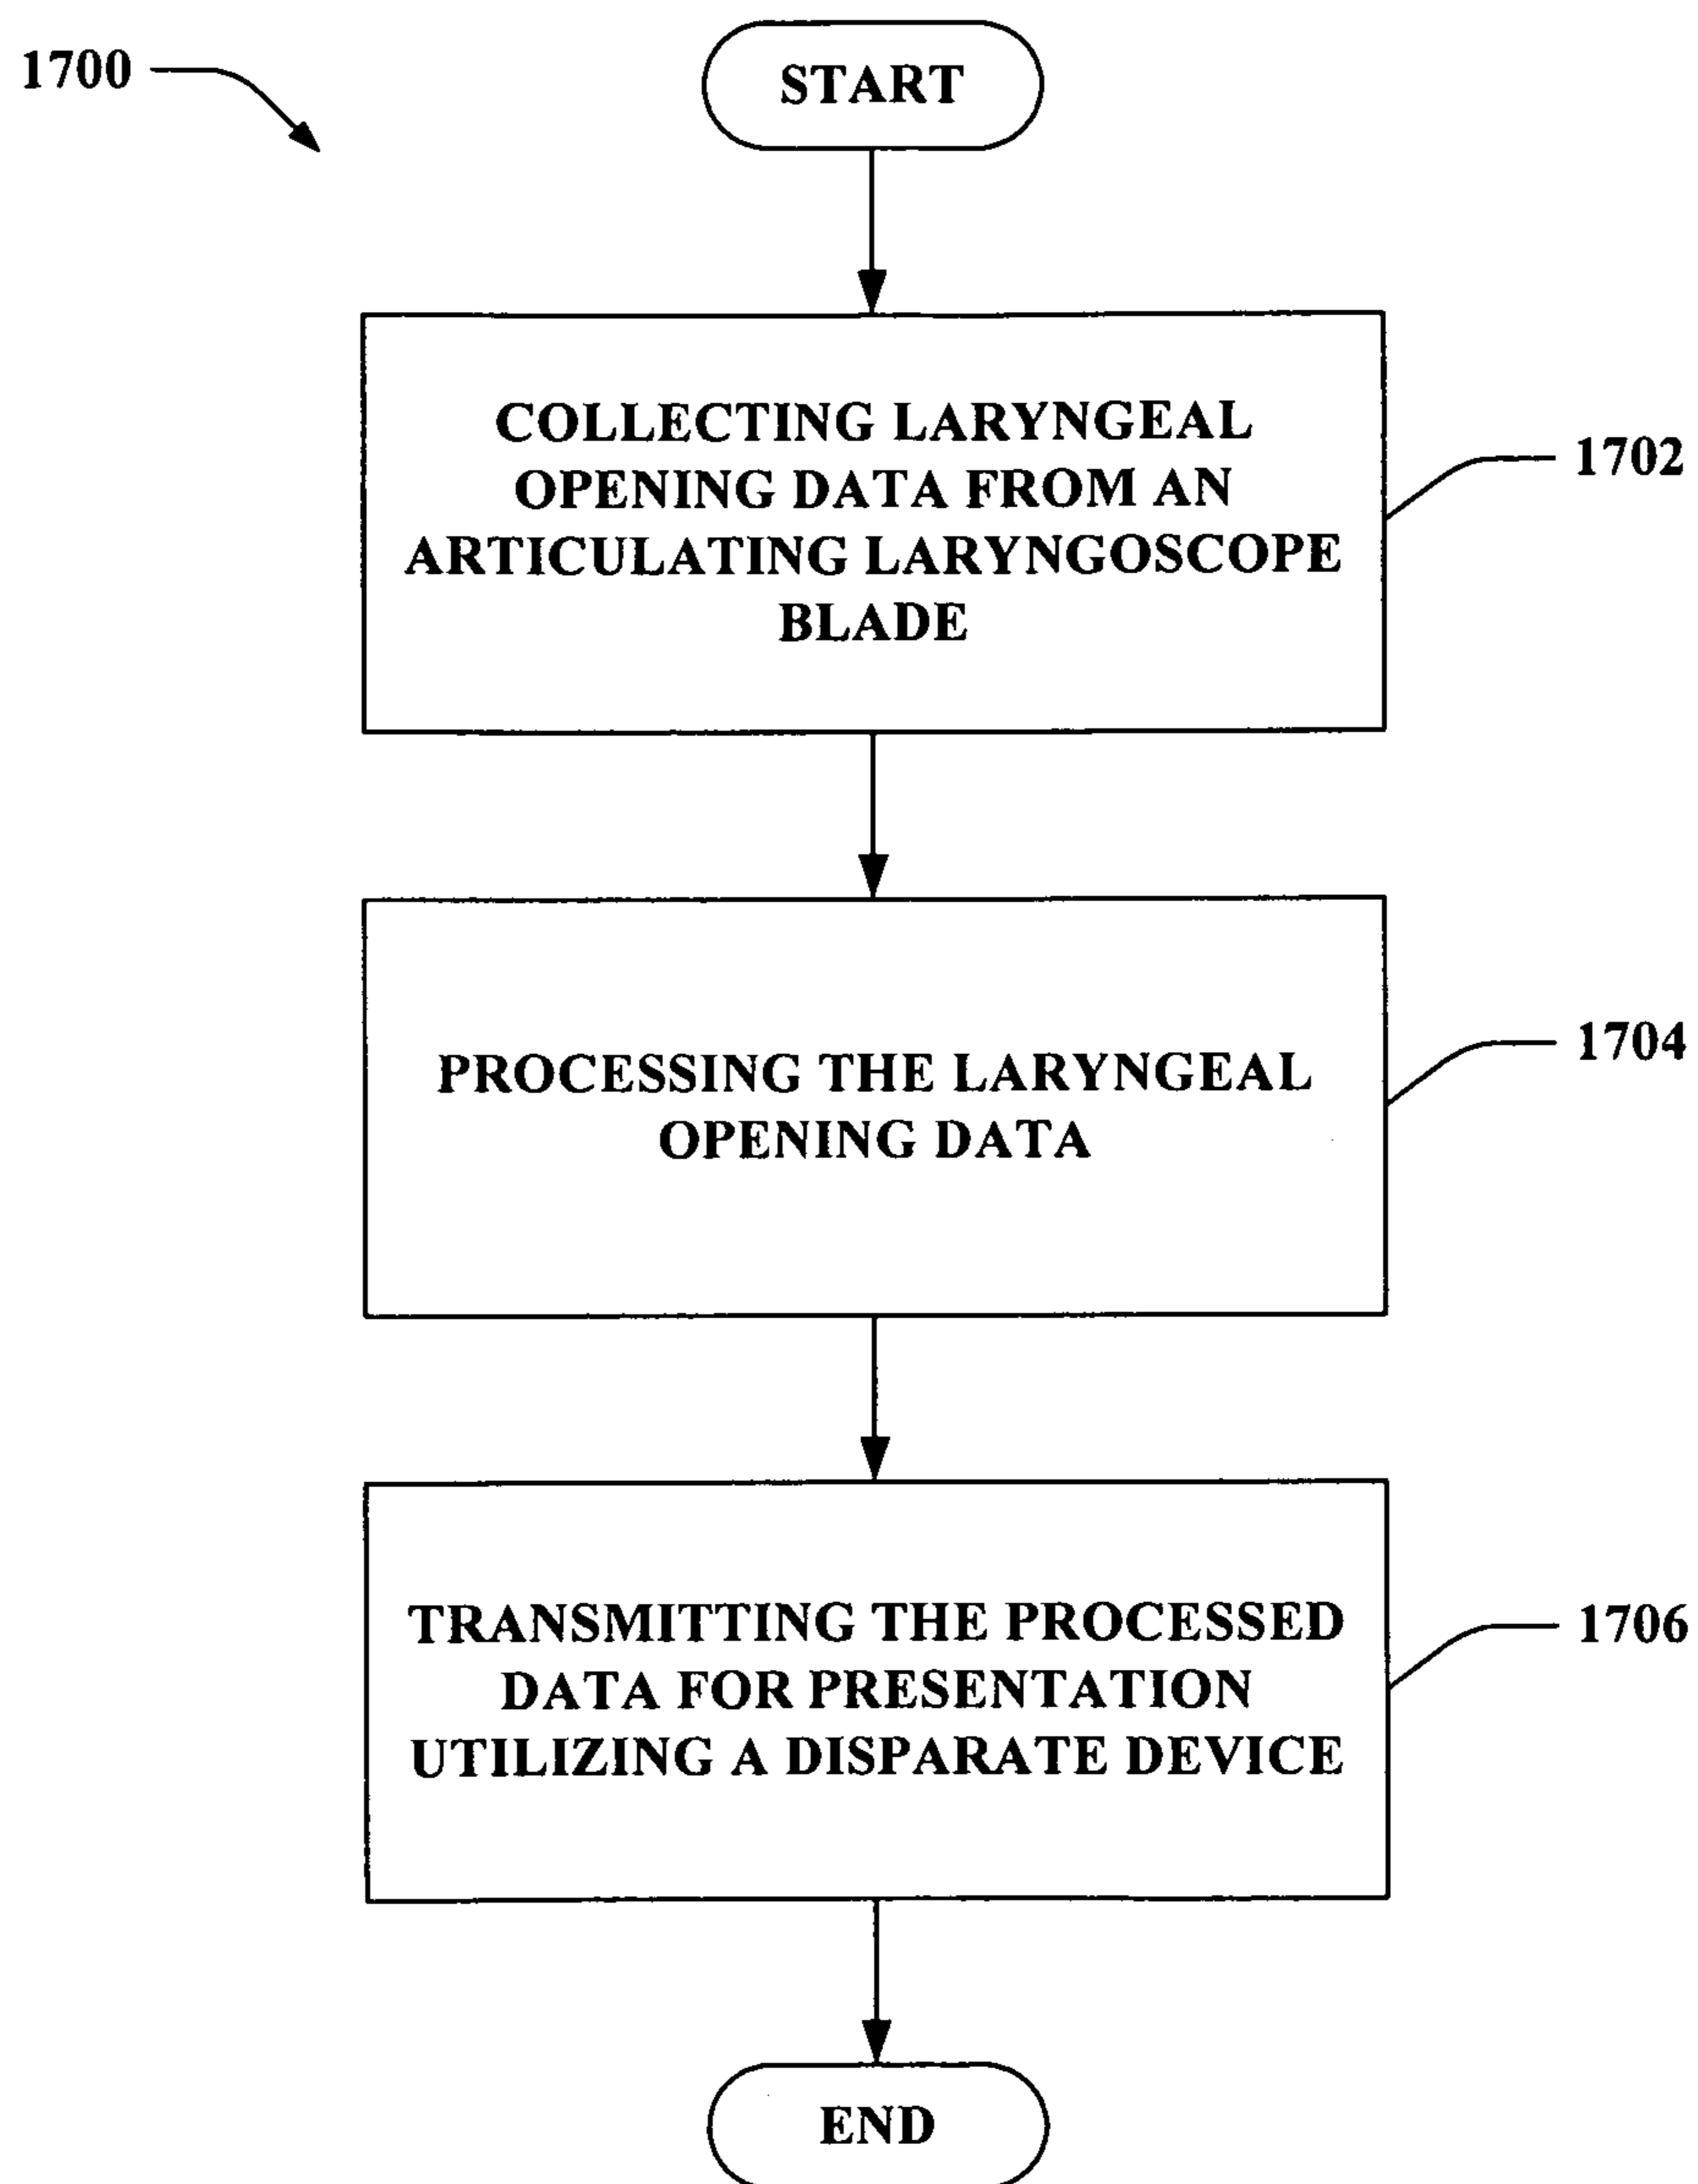 1700
START
COLLECTING LARYNGEAL
OPENING DATA FROM AN
ARTICULATING LARYNGOSCOPE
BLADE
1702
PROCESSING THE LARYNGEAL
OPENING DATA
1704
TRANSMITTING THE PROCESSED
DATA FOR PRESENTATION
UTILIZING A DISPARATE DEVICE
1706
END